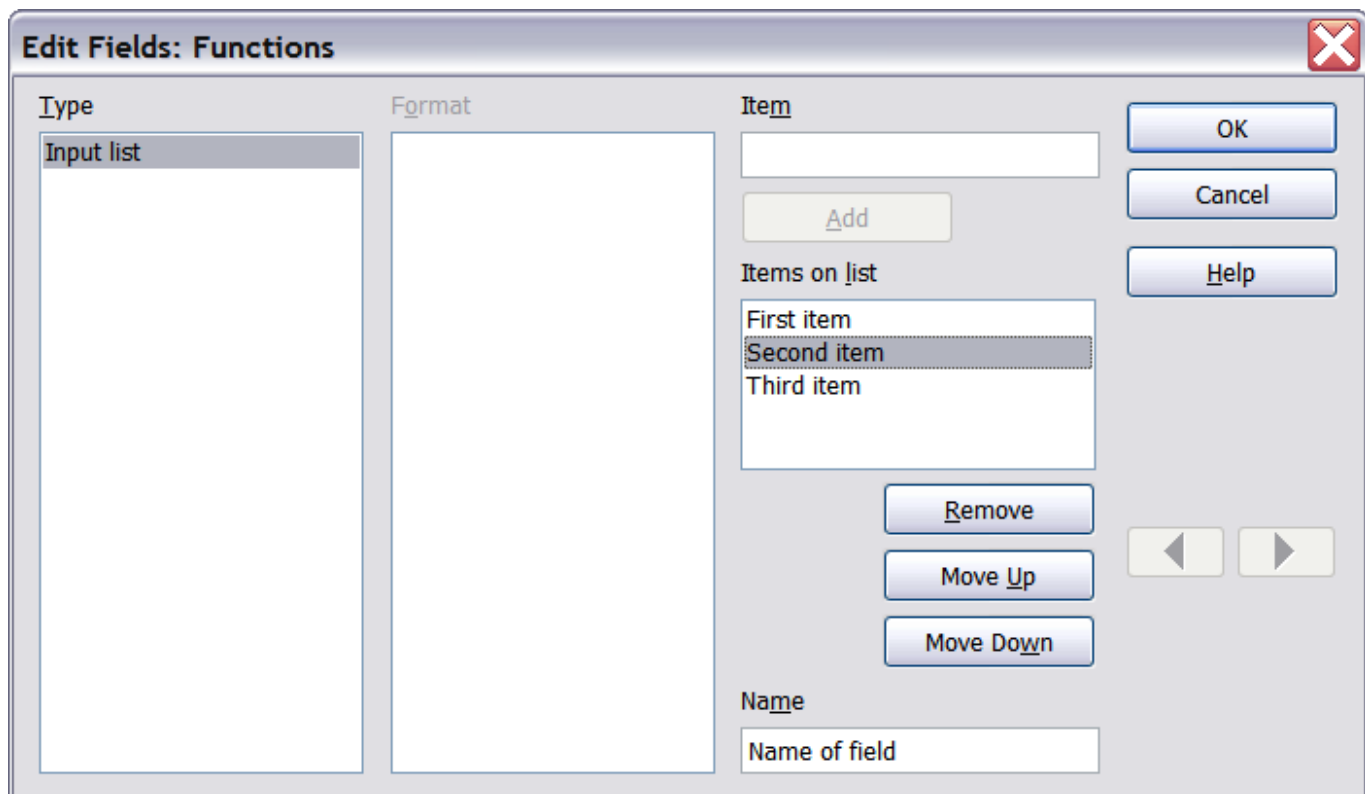 Edit Fields: Functions
Type
Input list
Format
Item
Add
Items on list
First item
Second item
Third item
Remove
Move Up
Move Down
Name
Name of field
OK
Cancel
Help